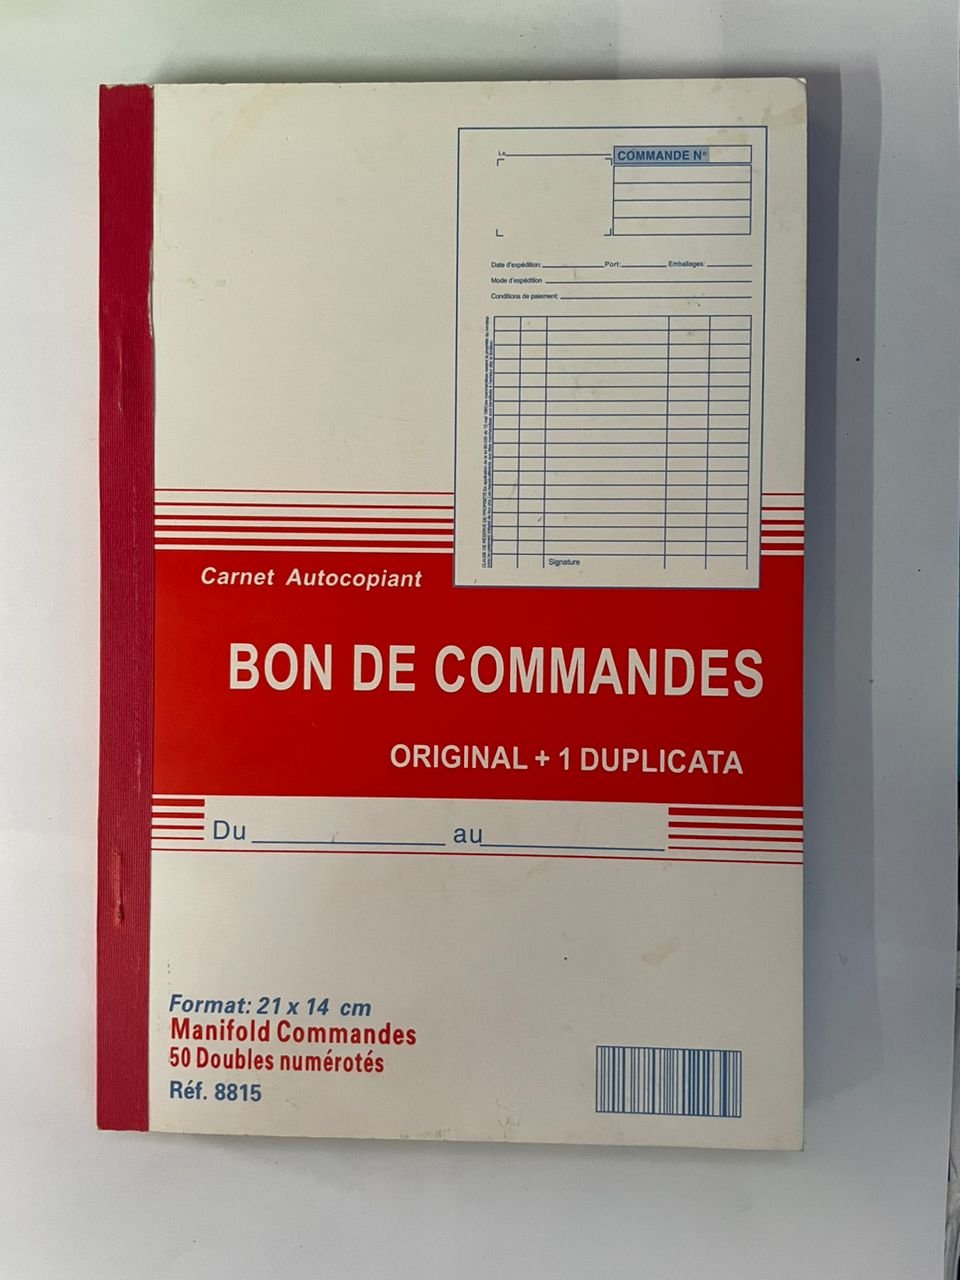 Le
COMMANDE N°
Date d'expédition: Port: Emballages:
Mode d'expédition
Conditions de paiement:
Signature
Carnet Autocopiant
BON DE COMMANDES
ORIGINAL + 1 DUPLICATA
Du au
Format: 21 x 14 cm
Manifold Commandes
50 Doubles numérotés
Réf. 8815